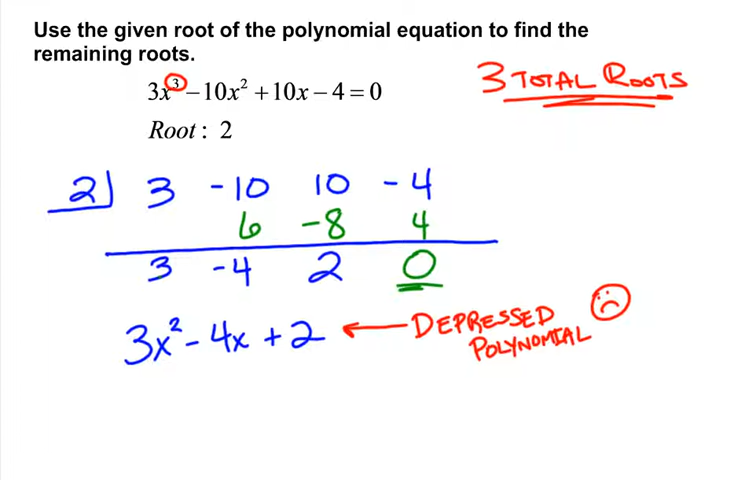 Use the given root of the polynomial equation to find the
remaining roots.
3x³ − 10x² + 10x − 4 = 0
3 TOTAL ROOTS
Root : 2
2) 3 -10 10 -4
6 -8 4
3 -4 2 0
3x² - 4x + 2 ← DEPRESSED
POLYNOMIAL